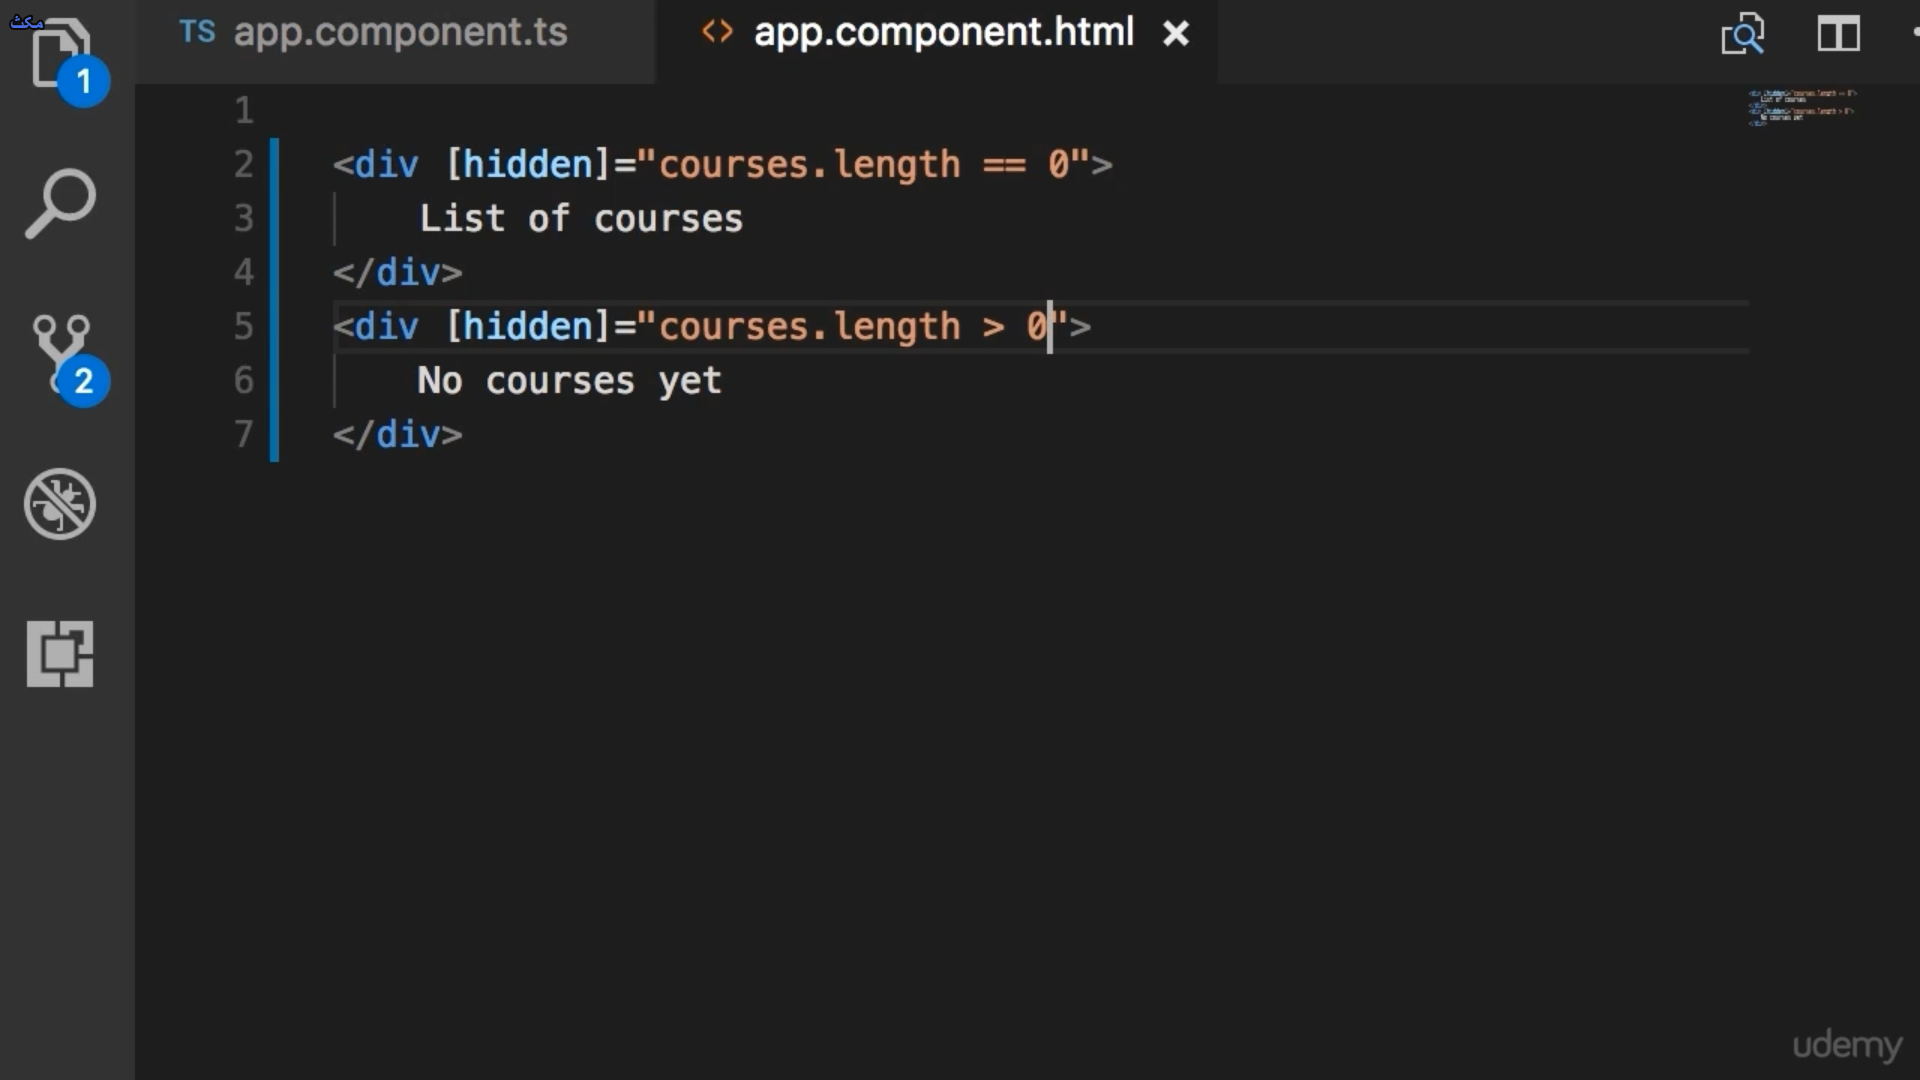 مكث
TS app.component.ts
<> app.component.html
1
2
1
2 <div [hidden]="courses.length == 0">
3 List of courses
4 </div>
5 <div [hidden]="courses.length > 0">
6 No courses yet
7 </div>
udemy